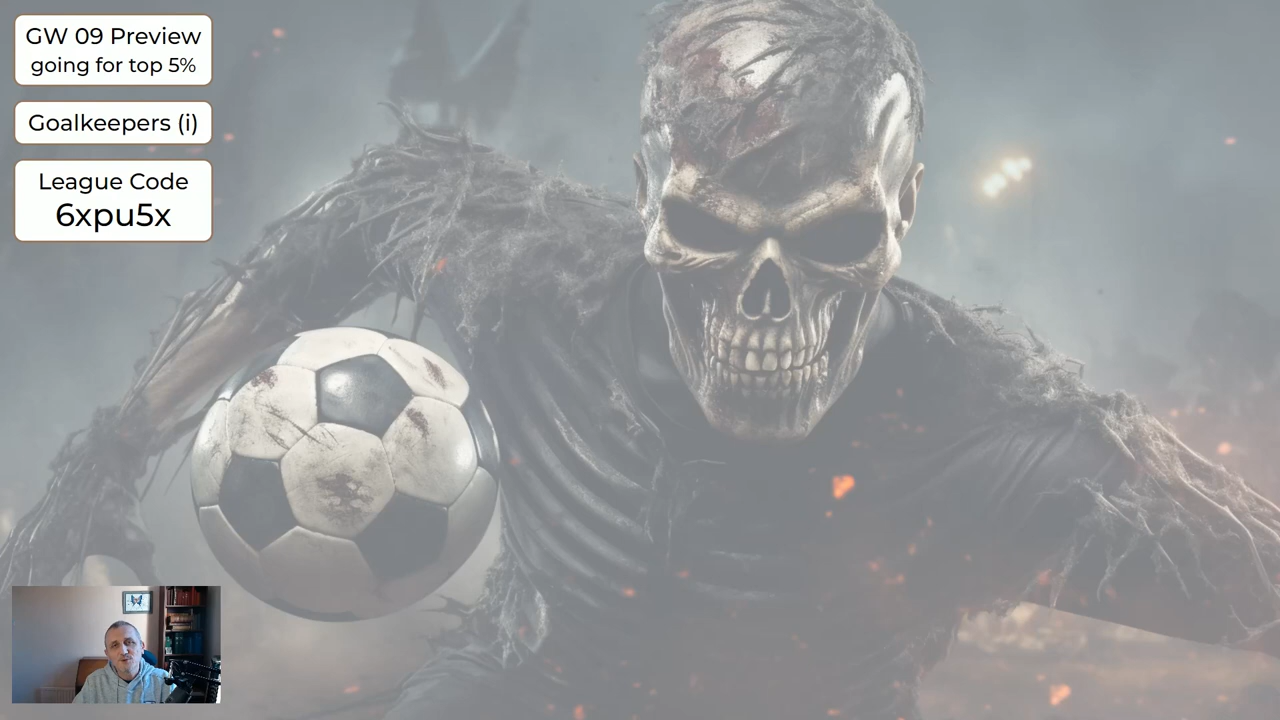 GW 09 Preview
going for top 5%
Goalkeepers (i)
League Code
6xpu5x